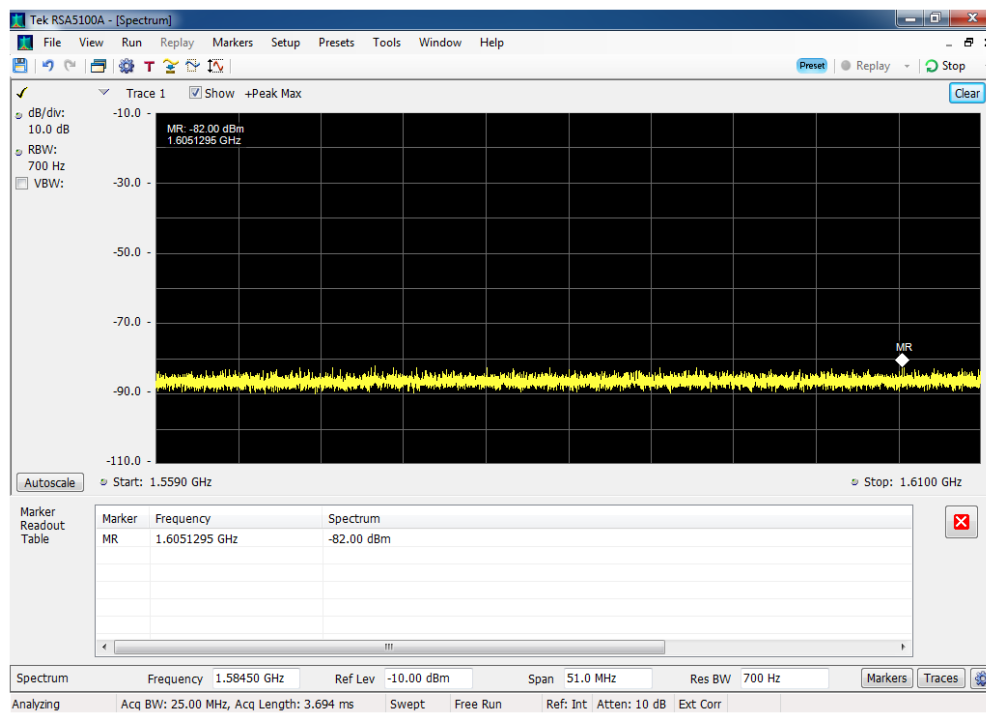 Tek RSA5100A - [Spectrum]
File View Run Replay Markers Setup Presets Tools Window Help
T Preset Replay Stop
Trace 1 Show +Peak Max Clear
dB/div:
10.0 dB
RBW:
700 Hz
VBW:
-10.0
-30.0
-50.0
-70.0
-90.0
-110.0
MR: -82.00 dBm
1.6051295 GHz
MR
Autoscale Start: 1.5590 GHz Stop: 1.6100 GHz
Marker
Readout
Table
Marker Frequency Spectrum
MR 1.6051295 GHz -82.00 dBm
Spectrum Frequency 1.58450 GHz Ref Lev -10.00 dBm Span 51.0 MHz Res BW 700 Hz Markers Traces
Analyzing Acq BW: 25.00 MHz, Acq Length: 3.694 ms Swept Free Run Ref: Int Atten: 10 dB Ext Corr